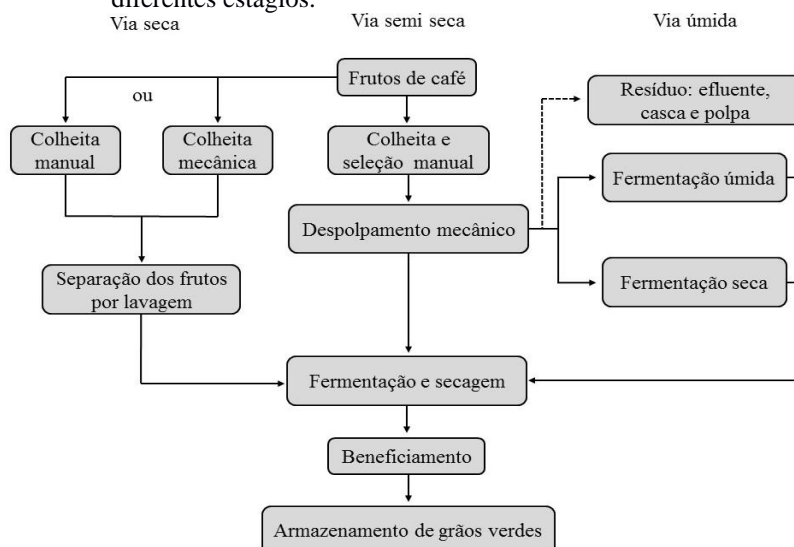 diferentes estágios.
Via seca
Via semi seca
Via úmida
Frutos de café
ou
Resíduo: efluente,
casca e polpa
Colheita
manual
Colheita
mecânica
Colheita e
seleção manual
Fermentação úmida
Despolpamento mecânico
Separação dos frutos
por lavagem
Fermentação seca
Fermentação e secagem
Beneficiamento
Armazenamento de grãos verdes